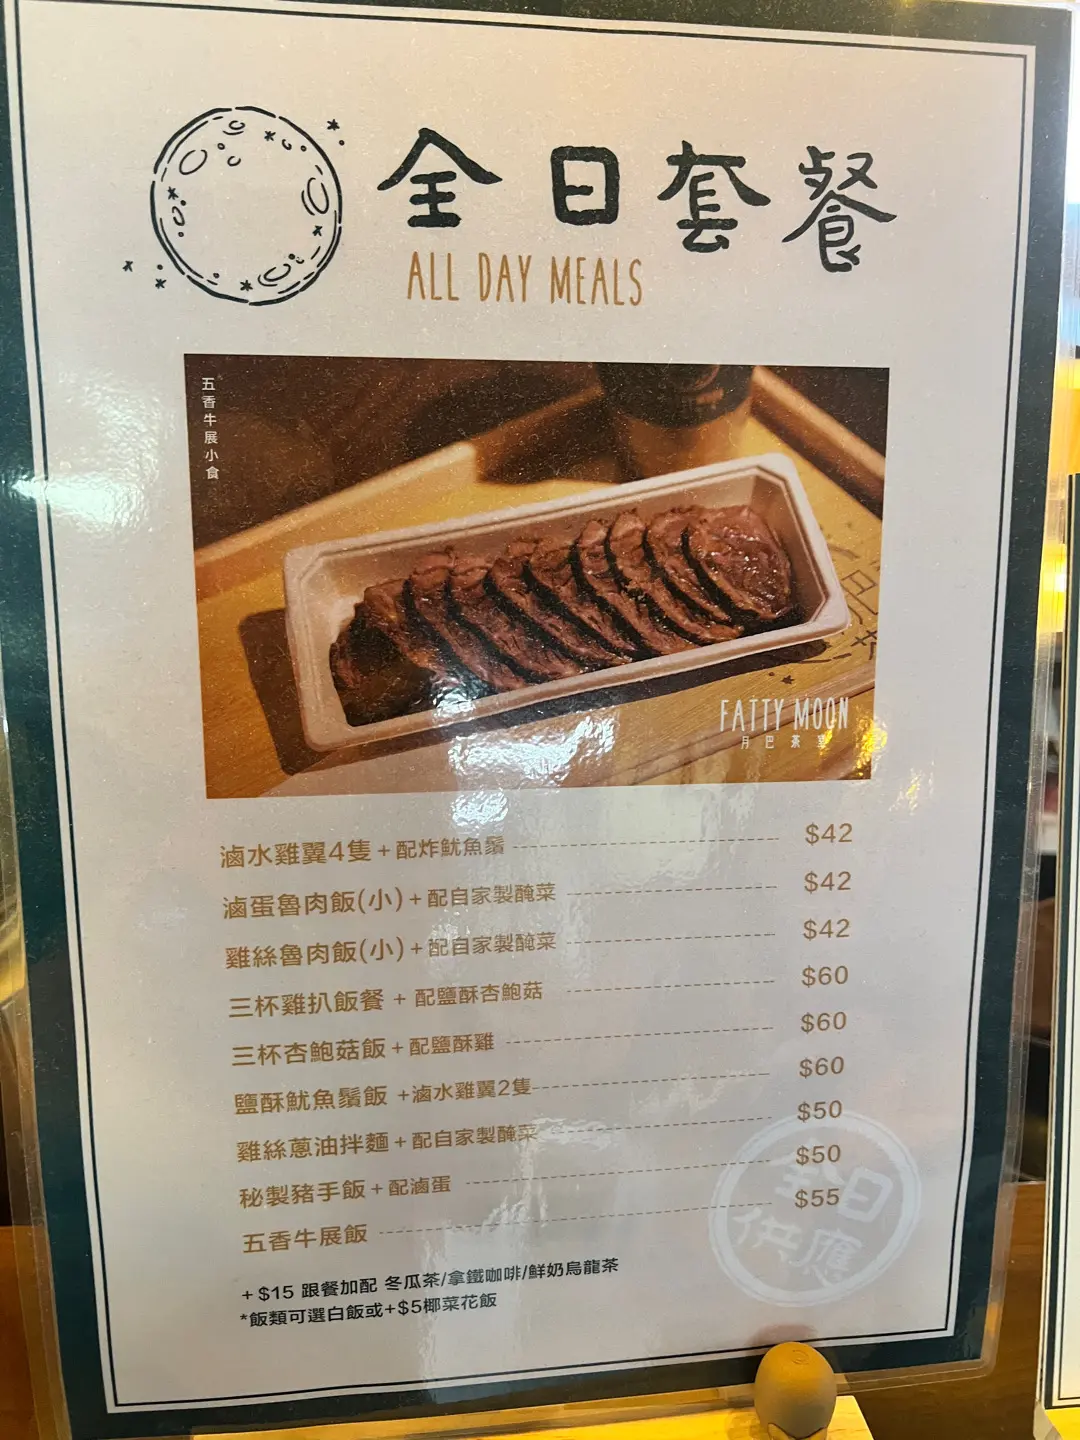 全日套餐
ALL DAY MEALS
五香牛展小食
FATTY MOON
月巴茶室
滷水雞翼4隻 + 配炸魷魚鬚 $42
滷蛋魯肉飯(小) + 配自家製醃菜 $42
雞絲魯肉飯(小) + 配自家製醃菜 $42
三杯雞扒飯餐 + 配鹽酥杏鮑菇 $60
三杯杏鮑菇飯 + 配鹽酥雞 $60
鹽酥魷魚鬚飯 +滷水雞翼2隻 $60
雞絲蔥油拌麵 + 配自家製醃菜 $50
秘製豬手飯 + 配滷蛋 $50
五香牛展飯 $55
全日
供應
+ $15 跟餐加配 冬瓜茶/拿鐵咖啡/鮮奶烏龍茶
*飯類可選白飯或+$5椰菜花飯